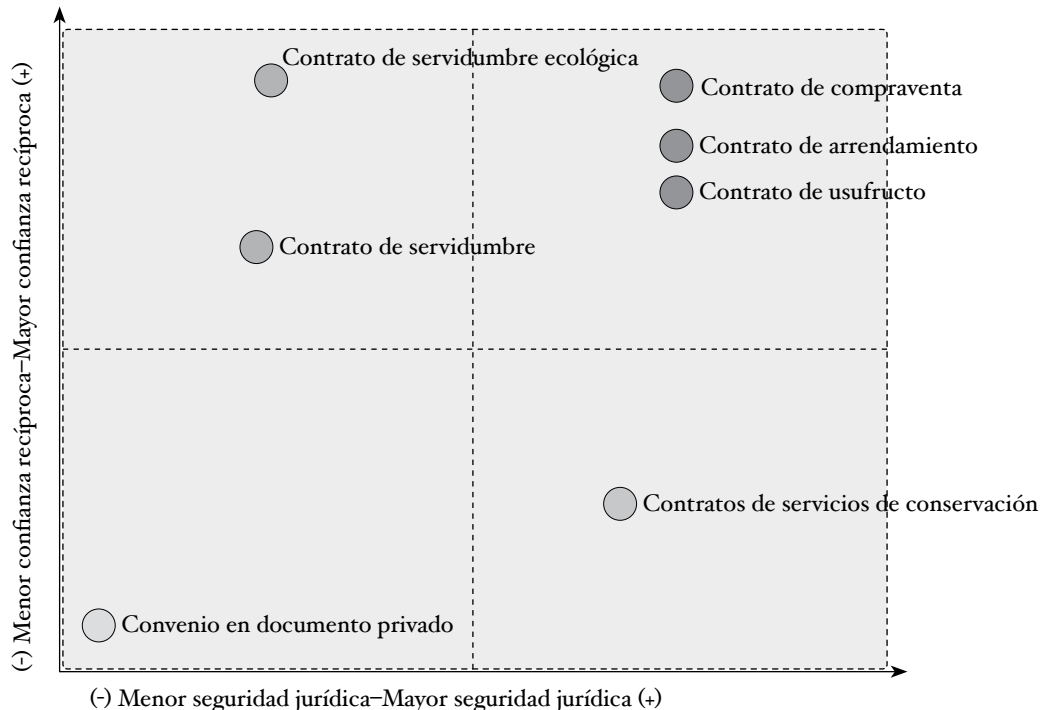 Contrato de servidumbre ecológica
Contrato de compraventa
Contrato de arrendamiento
Contrato de usufructo
Contrato de servidumbre
Contratos de servicios de conservación
Convenio en documento privado
(-) Menor confianza recíproca–Mayor confianza recíproca (+)
(-) Menor seguridad jurídica–Mayor seguridad jurídica (+)